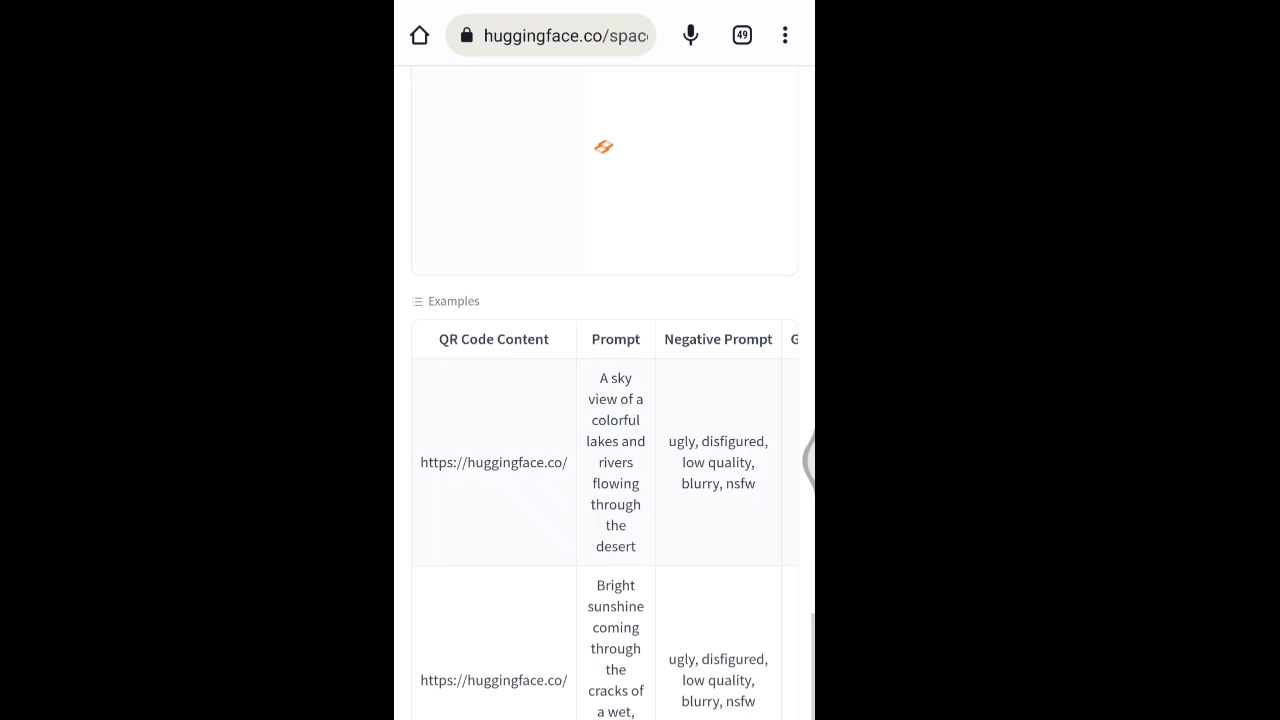 huggingface.co/spac
49
Examples
QR Code Content
Prompt
Negative Prompt
G
https://huggingface.co/
A sky
view of a
colorful
lakes and
rivers
flowing
through
the
desert
ugly, disfigured,
low quality,
blurry, nsfw
https://huggingface.co/
Bright
sunshine
coming
through
the
cracks of
a wet,
ugly, disfigured,
low quality,
blurry, nsfw